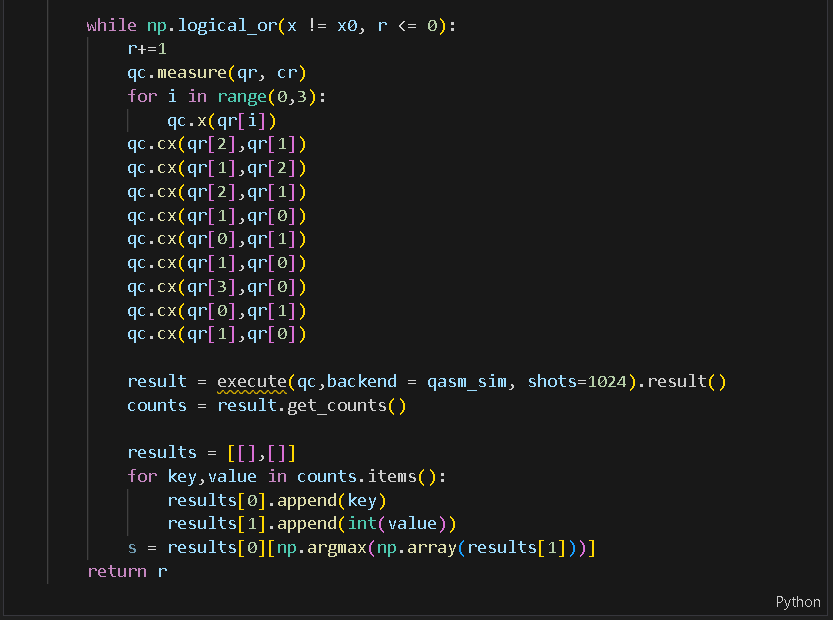 while np.logical_or(x != x0, r <= 0):
r+=1
qc.measure(qr, cr)
for i in range(0,3):
qc.x(qr[i])
qc.cx(qr[2],qr[1])
qc.cx(qr[1],qr[2])
qc.cx(qr[2],qr[1])
qc.cx(qr[1],qr[0])
qc.cx(qr[0],qr[1])
qc.cx(qr[1],qr[0])
qc.cx(qr[3],qr[0])
qc.cx(qr[0],qr[1])
qc.cx(qr[1],qr[0])
result = execute(qc,backend = qasm_sim, shots=1024).result()
counts = result.get_counts()
results = [[],[]]
for key,value in counts.items():
results[0].append(key)
results[1].append(int(value))
s = results[0][np.argmax(np.array(results[1]))]
return r
Python